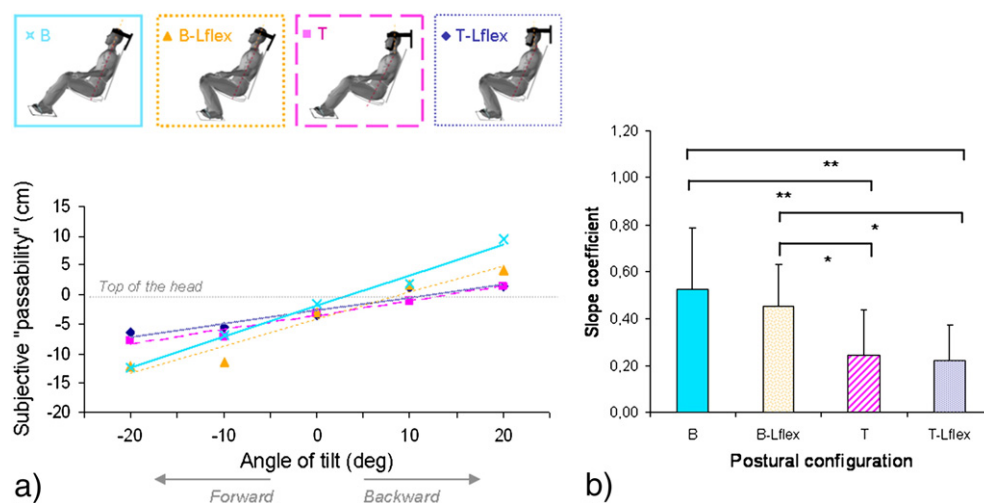 × B
▲ B-Lflex
■ T
◆ T-Lflex
Subjective "passability" (cm)
15
10
5
0
-5
-10
-15
-20
Top of the head
-20 -10 0 10 20
Angle of tilt (deg)
Forward Backward
a)
Slope coefficient
1,20
1,00
0,80
0,60
0,40
0,20
0,00
**
**
*
*
B B-Lflex T T-Lflex
Postural configuration
b)